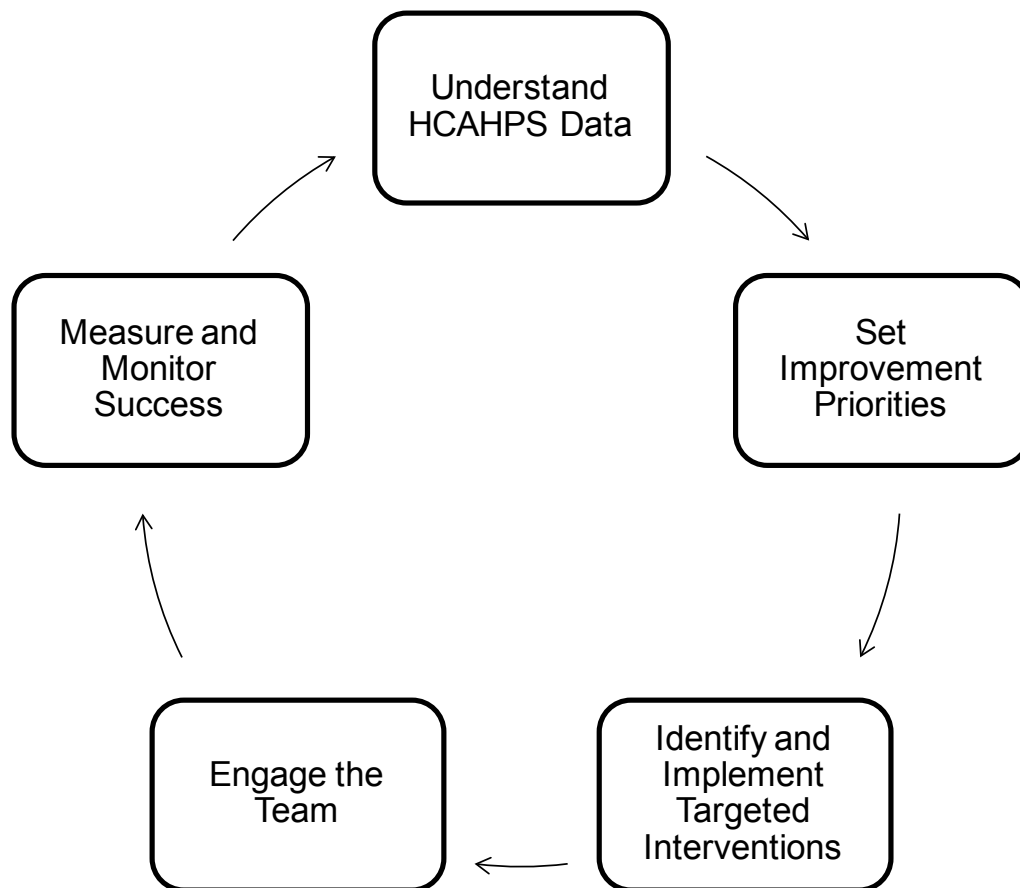 Understand
HCAHPS Data
Set
Improvement
Priorities
Identify and
Implement
Targeted
Interventions
Engage the
Team
Measure and
Monitor
Success